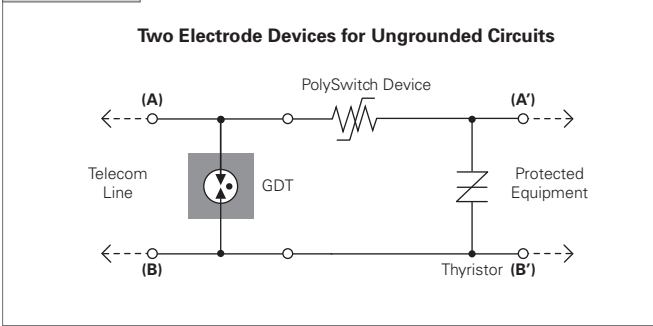 Two Electrode Devices for Ungrounded Circuits
PolySwitch Device
(A)
(A')
Telecom
Line
GDT
Protected
Equipment
(B)
Thyristor
(B')